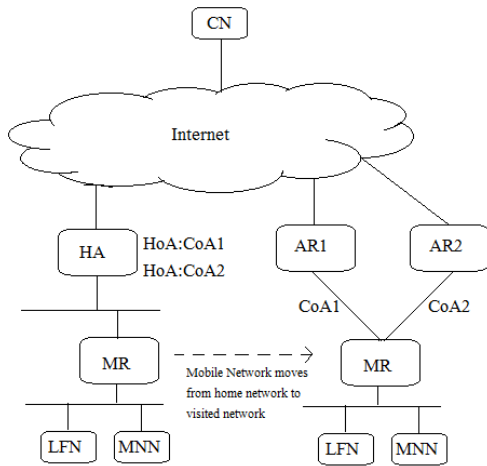 CN
Internet
HA
HoA:CoA1
HoA:CoA2
AR1
AR2
CoA1
CoA2
MR
Mobile Network moves
from home network to
visited network
MR
LFN
MNN
LFN
MNN